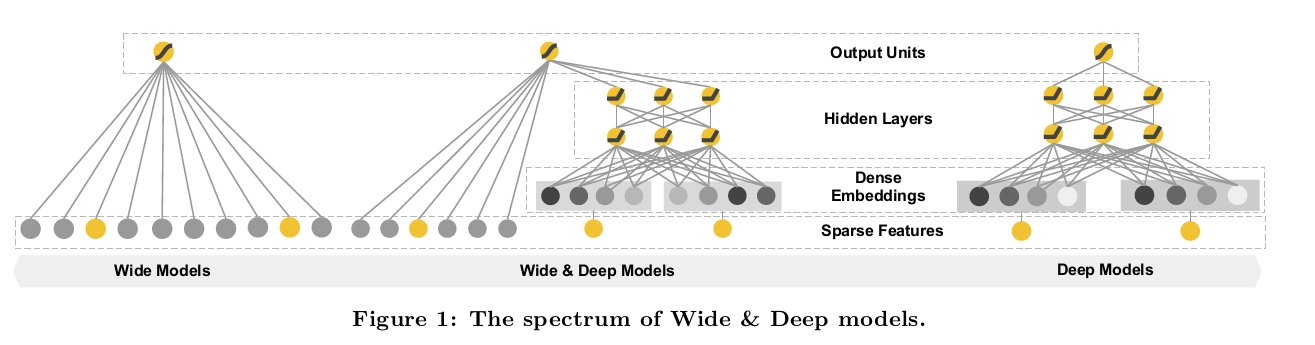 Output Units
Hidden Layers
Dense
Embeddings
Sparse Features
Wide Models
Wide & Deep Models
Deep Models
Figure 1: The spectrum of Wide & Deep models.